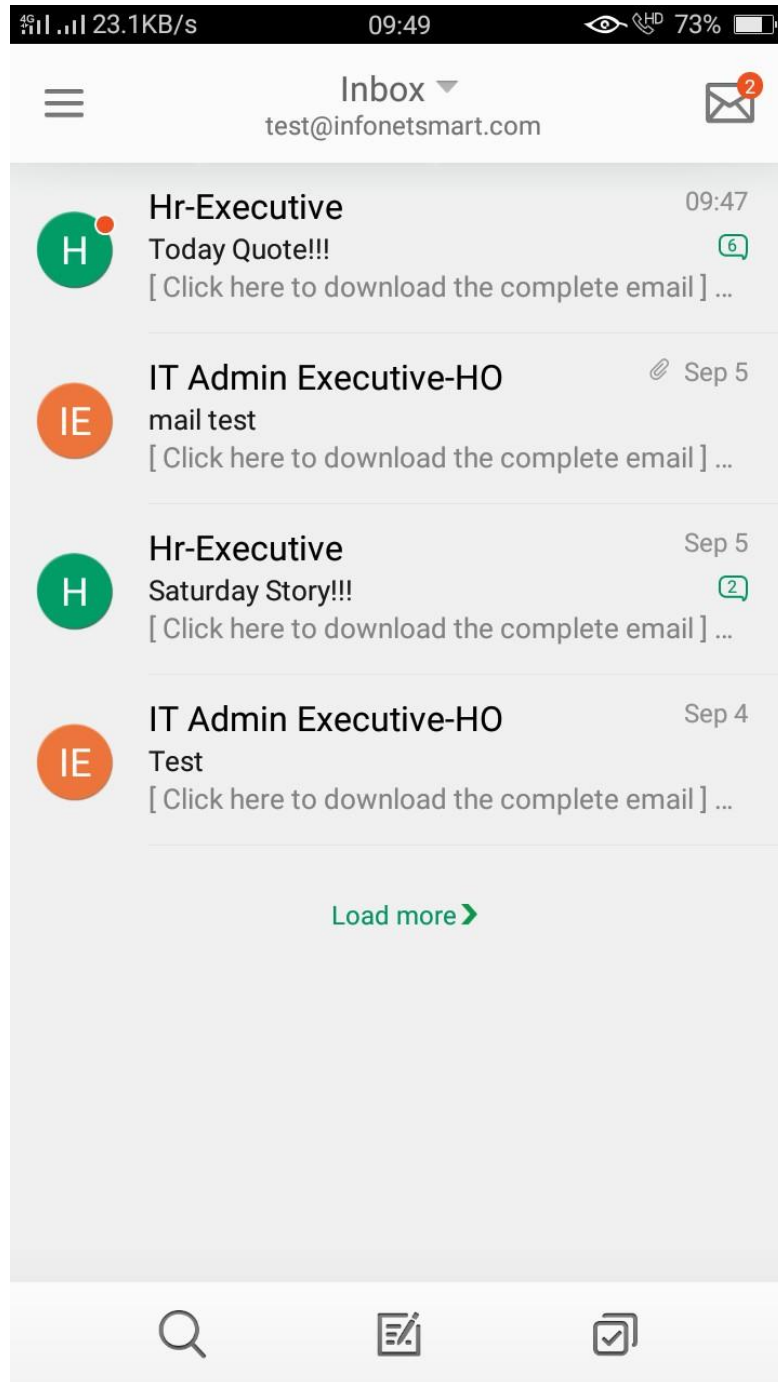 4G 23.1KB/s 09:49 HD 73%
Inbox
2
test@infonetsmart.com
Hr-Executive 09:47
H
Today Quote!!! 6
[ Click here to download the complete email ] ...
IT Admin Executive-HO Sep 5
IE
mail test
[ Click here to download the complete email ] ...
Hr-Executive Sep 5
H
Saturday Story!!! 2
[ Click here to download the complete email ] ...
IT Admin Executive-HO Sep 4
IE
Test
[ Click here to download the complete email ] ...
Load more